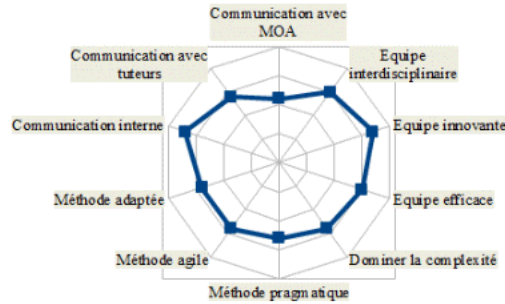 Communication avec
MOA
Communication avec
tuteurs
Equipe
interdisciplinaire
Communication interne
Equipe innovante
Méthode adaptée
Equipe efficace
Méthode agile
Dominer la complexité
Méthode pragmatique